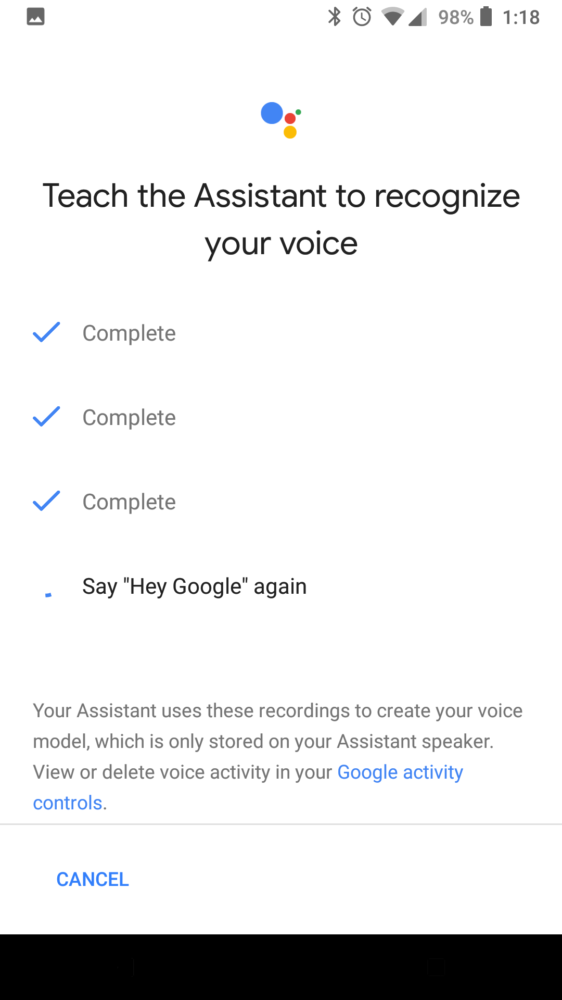 98% 1:18
Teach the Assistant to recognize
your voice
Complete
Complete
Complete
Say "Hey Google" again
Your Assistant uses these recordings to create your voice
model, which is only stored on your Assistant speaker.
View or delete voice activity in your Google activity
controls.
CANCEL